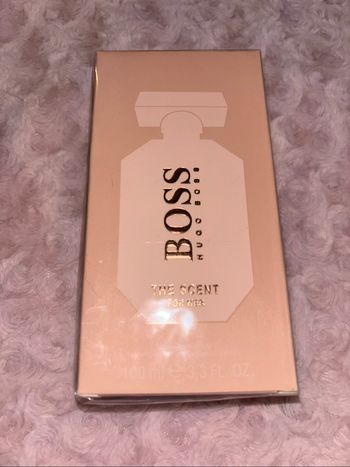 BOSS
HUGO BOSS
THE SCENT
FOR HER
100 ml ℮ 3.3 FL. OZ.